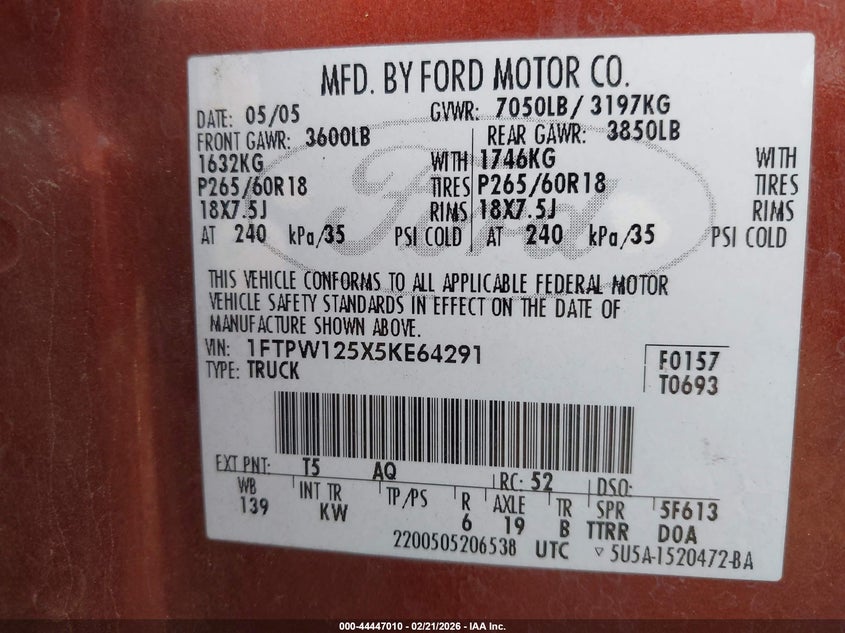 MFD. BY FORD MOTOR CO.
DATE: 05/05 GVWR: 7050LB/ 3197KG
FRONT GAWR: 3600LB REAR GAWR: 3850LB
1632KG WITH 1746KG WITH
P265/60R18 TIRES P265/60R18 TIRES
18X7.5J RIMS 18X7.5J RIMS
AT 240 kPa/35 PSI COLD AT 240 kPa/35 PSI COLD
Ford
THIS VEHICLE CONFORMS TO ALL APPLICABLE FEDERAL MOTOR
VEHICLE SAFETY STANDARDS IN EFFECT ON THE DATE OF
MANUFACTURE SHOWN ABOVE.
VIN: 1FTPW125X5KE64291 F0157
TYPE: TRUCK T0693
EXT PNT: T5 AQ RC: 52 DSO:
WB INT TR TP/PS R AXLE TR SPR 5F613
139 KW 6 19 B TTRR DOA
2200505206538 UTC ▽ 5U5A-1520472-BA
000-44447010 - 02/21/2026 - IAA Inc.